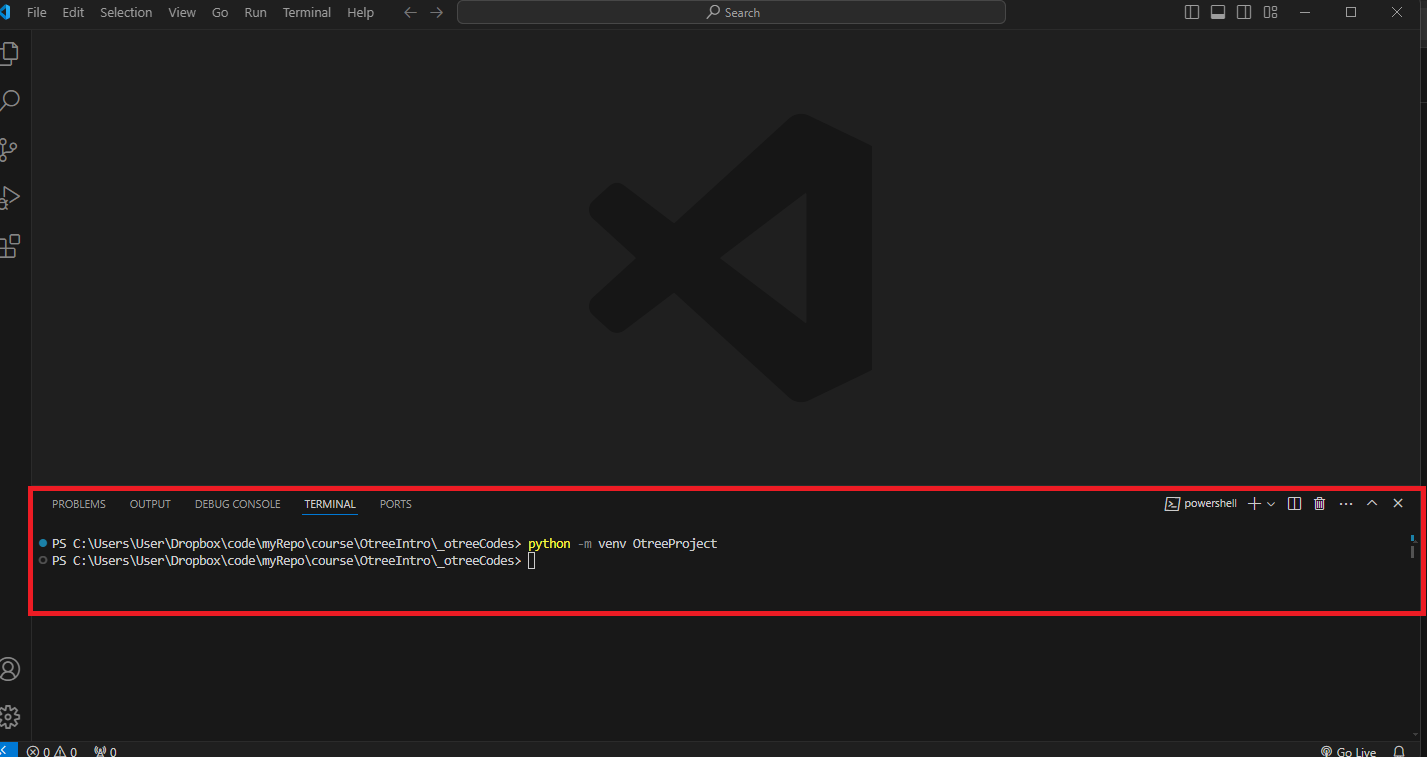 File Edit Selection View Go Run Terminal Help Search
PROBLEMS OUTPUT DEBUG CONSOLE TERMINAL PORTS powershell
PS C:\Users\User\Dropbox\code\myRepo\course\OtreeIntro\_otreeCodes> python -m venv OtreeProject
PS C:\Users\User\Dropbox\code\myRepo\course\OtreeIntro\_otreeCodes>
0 0 0 Go Live